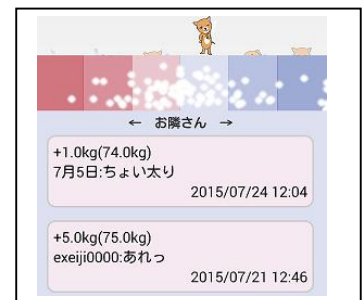 ← お隣さん →
+1.0kg(74.0kg)
7月5日:ちょい太り
2015/07/24 12:04
+5.0kg(75.0kg)
exeiji0000:あれっ
2015/07/21 12:46